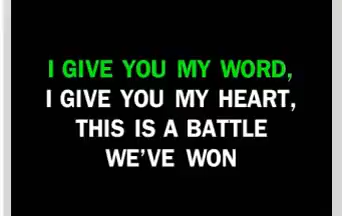 I GIVE YOU MY WORD,
I GIVE YOU MY HEART,
THIS IS A BATTLE
WE’VE WON